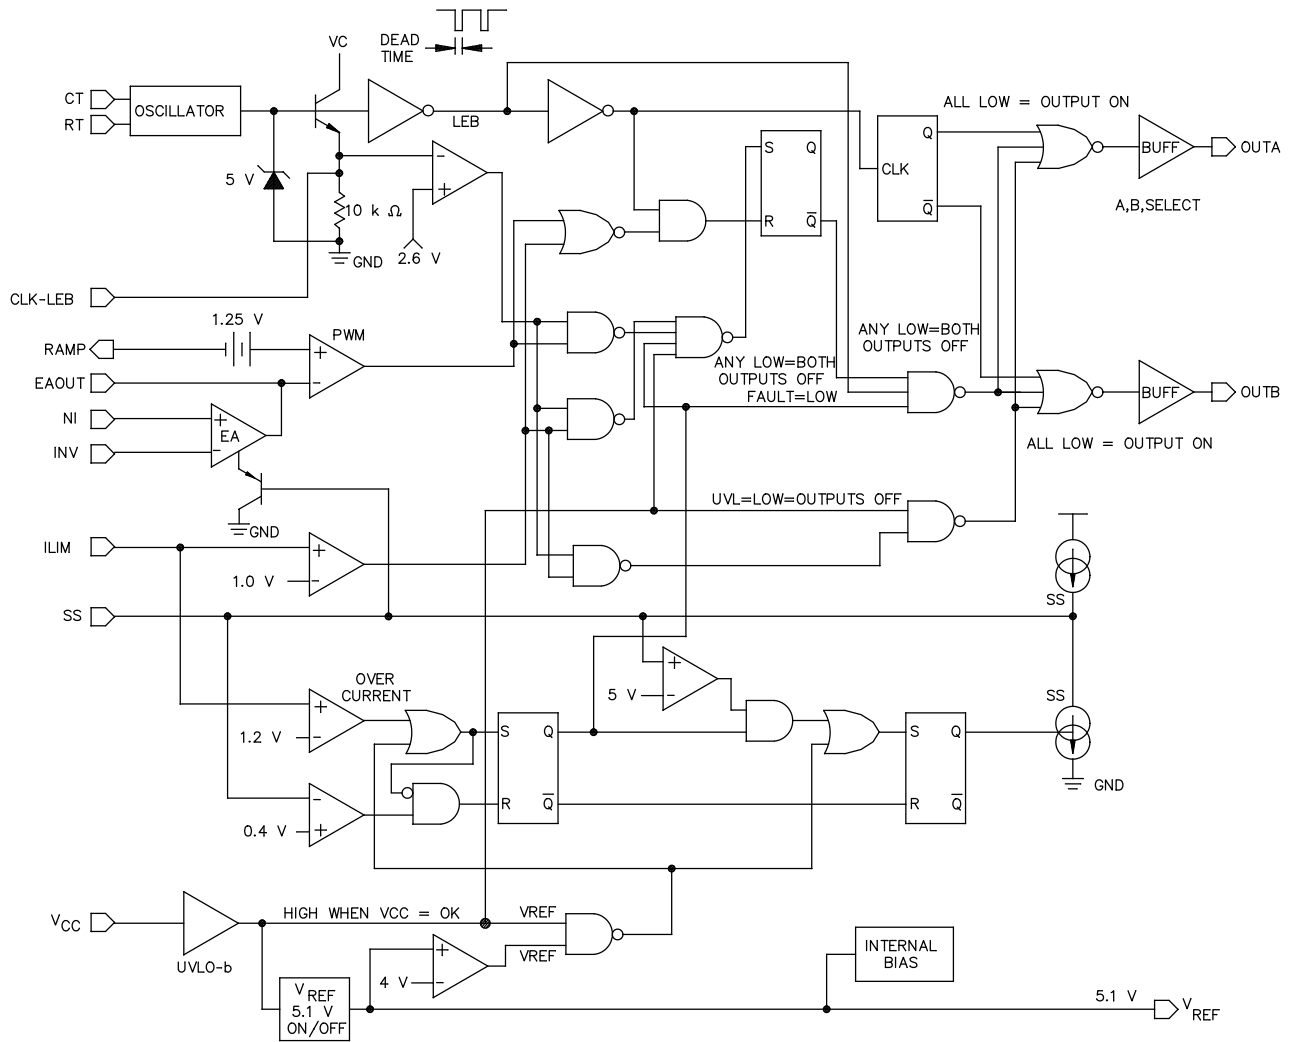 VC
DEAD
TIME
CT
OSCILLATOR
RT
LEB
ALL LOW = OUTPUT ON
Q
S
Q
BUFF
OUTA
CLK
5 V
−
+
10 k Ω
R
Q
Q
A,B,SELECT
2.6 V
GND
CLK-LEB
1.25 V
PWM
RAMP
+
EAOUT
−
ANY LOW=BOTH
OUTPUTS OFF
ANY LOW=BOTH
OUTPUTS OFF
FAULT=LOW
BUFF
OUTB
NI
+
EA
INV
−
ALL LOW = OUTPUT ON
UVL=LOW=OUTPUTS OFF
GND
ILIM
+
1.0 V
−
SS
SS
OVER
CURRENT
+
5 V
−
SS
+
1.2 V
−
S
Q
S
Q
GND
−
0.4 V
+
R
Q
R
Q
VCC
HIGH WHEN VCC = OK
VREF
UVLO-b
VREF
+
4 V
−
INTERNAL
BIAS
VREF
5.1 V
ON/OFF
5.1 V
VREF